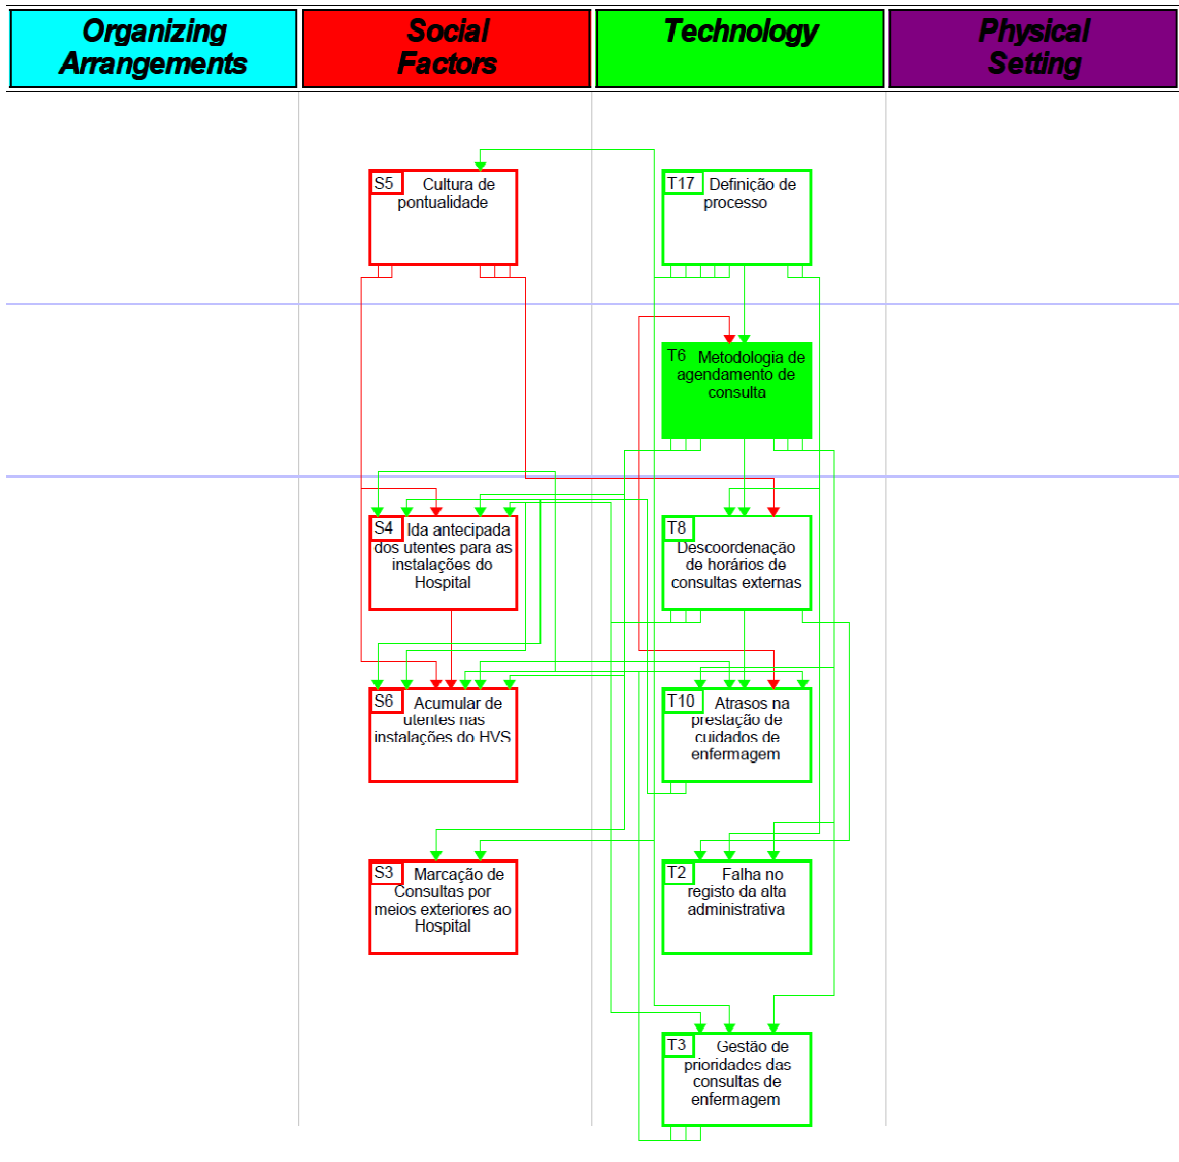 Organizing
Arrangements
Social
Factors
Technology
Physical
Setting
S5 Cultura de
pontualidade
T17 Definição de
processo
T6 Metodologia de
agendamento de
consulta
S4 Ida antecipada
dos utentes para as
instalações do
Hospital
T8
Descoordenação
de horários de
consultas externas
S6 Acumular de
utentes nas
instalações do HVS
T10 Atrasos na
prestação de
cuidados de
enfermagem
S3 Marcação de
Consultas por
meios exteriores ao
Hospital
T2 Falha no
registo da alta
administrativa
T3 Gestão de
prioridades das
consultas de
enfermagem